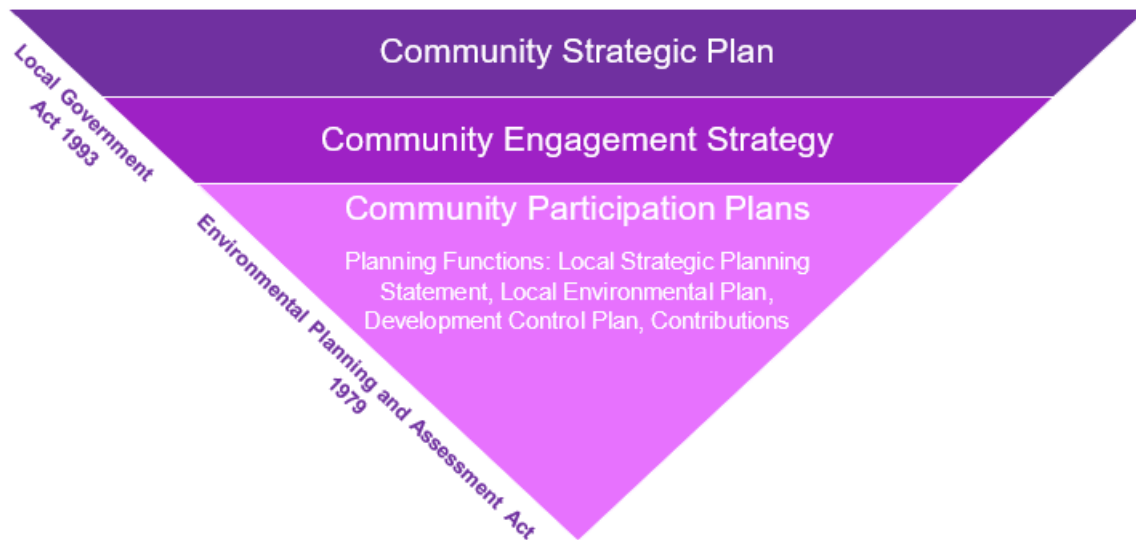 Community Strategic Plan
Local Government
Act 1993
Community Engagement Strategy
Community Participation Plans
Planning Functions: Local Strategic Planning
Statement, Local Environmental Plan,
Development Control Plan, Contributions
Environmental Planning and Assessment Act
1979